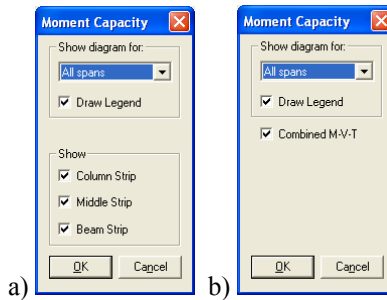 Moment Capacity
Show diagram for:
All spans
Draw Legend
Show
Column Strip
Middle Strip
Beam Strip
OK Cancel
a)
Moment Capacity
Show diagram for:
All spans
Draw Legend
Combined M-V-T
OK Cancel
b)